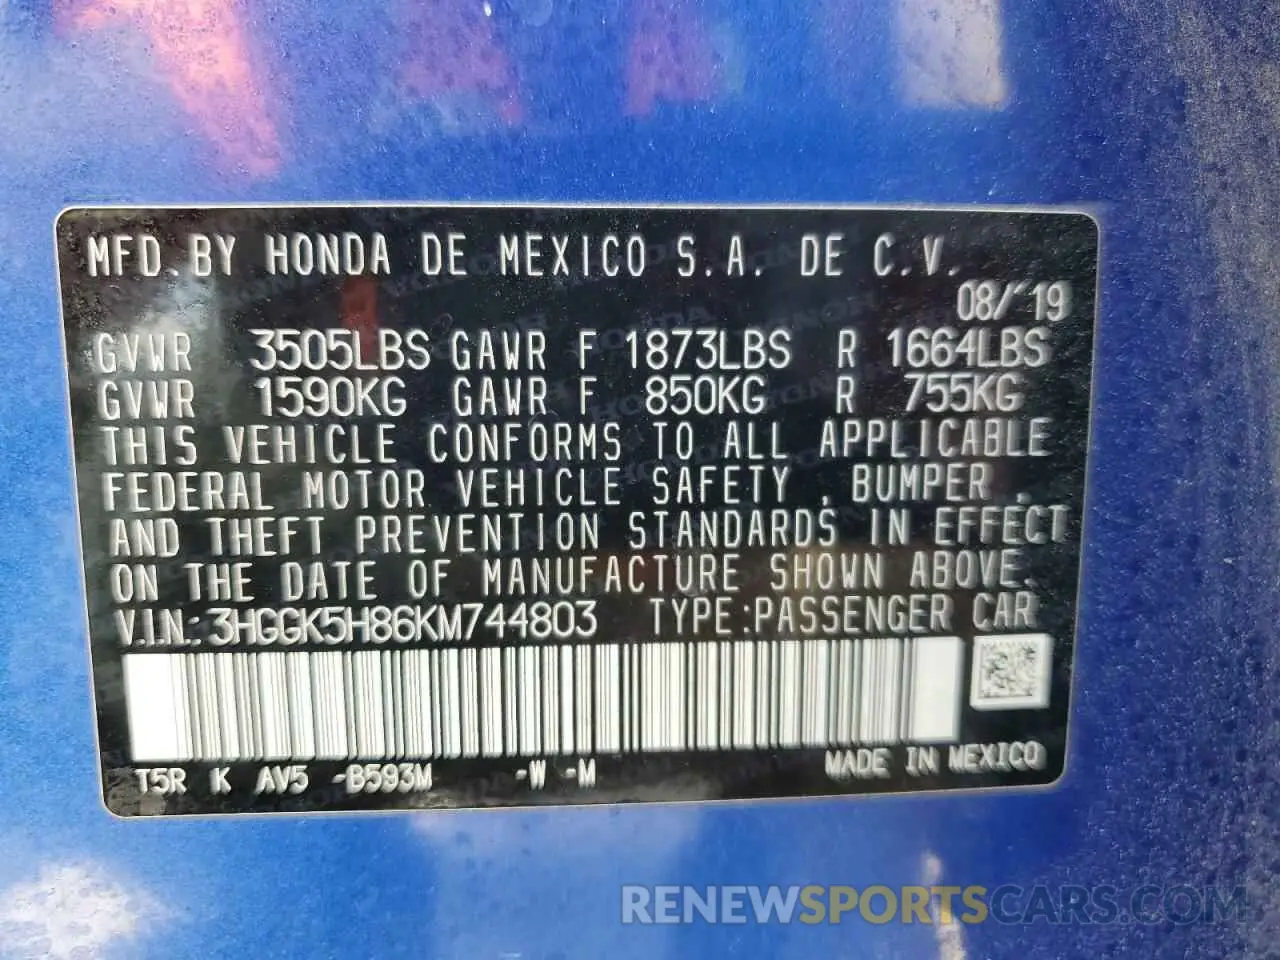 MFD. BY HONDA DE MEXICO S.A. DE C.V.
08/'19
GVWR 3505LBS GAWR F 1873LBS R 1664LBS
GVWR 1590KG GAWR F 850KG R 755KG
THIS VEHICLE CONFORMS TO ALL APPLICABLE
FEDERAL MOTOR VEHICLE SAFETY , BUMPER ,
AND THEFT PREVENTION STANDARDS IN EFFECT
ON THE DATE OF MANUFACTURE SHOWN ABOVE.
V.I.N.: 3HGGK5H86KM744803 TYPE:PASSENGER CAR
T5R K AV5 -B593M -W -M MADE IN MEXICO
RENEWSPORTSCARS.COM